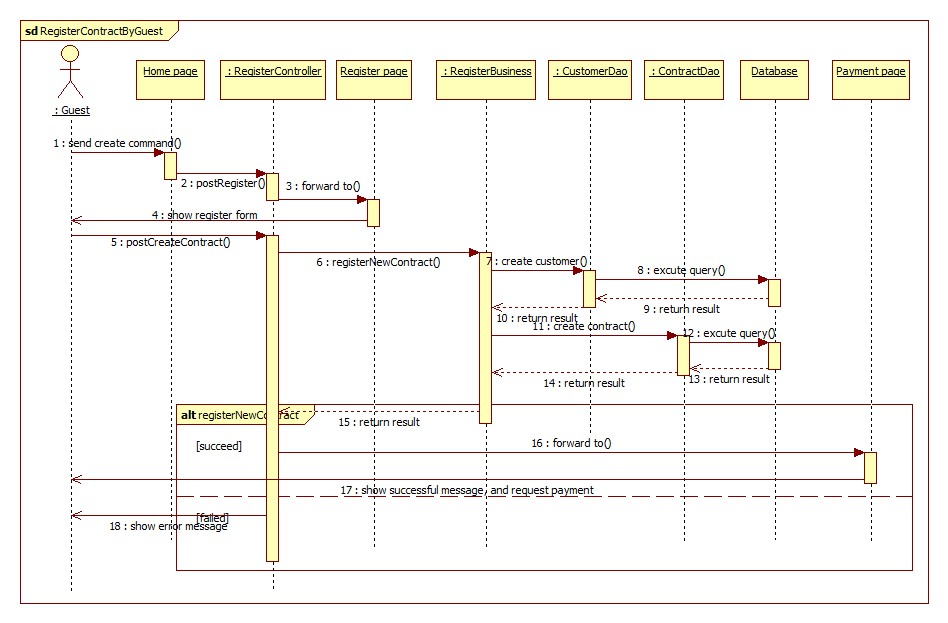 sd RegisterContractByGuest
: Guest
Home page
: RegisterController
Register page
: RegisterBusiness
: CustomerDao
: ContractDao
Database
Payment page
1 : send create command()
2 : postRegister()
3 : forward to()
4 : show register form
5 : postCreateContract()
6 : registerNewContract()
7 : create customer()
8 : excute query()
9 : return result
10 : return result
11 : create contract()
12 : excute query()
13 : return result
14 : return result
alt registerNewContract
15 : return result
[succeed]
16 : forward to()
17 : show successful message, and request payment
[failed]
18 : show error message